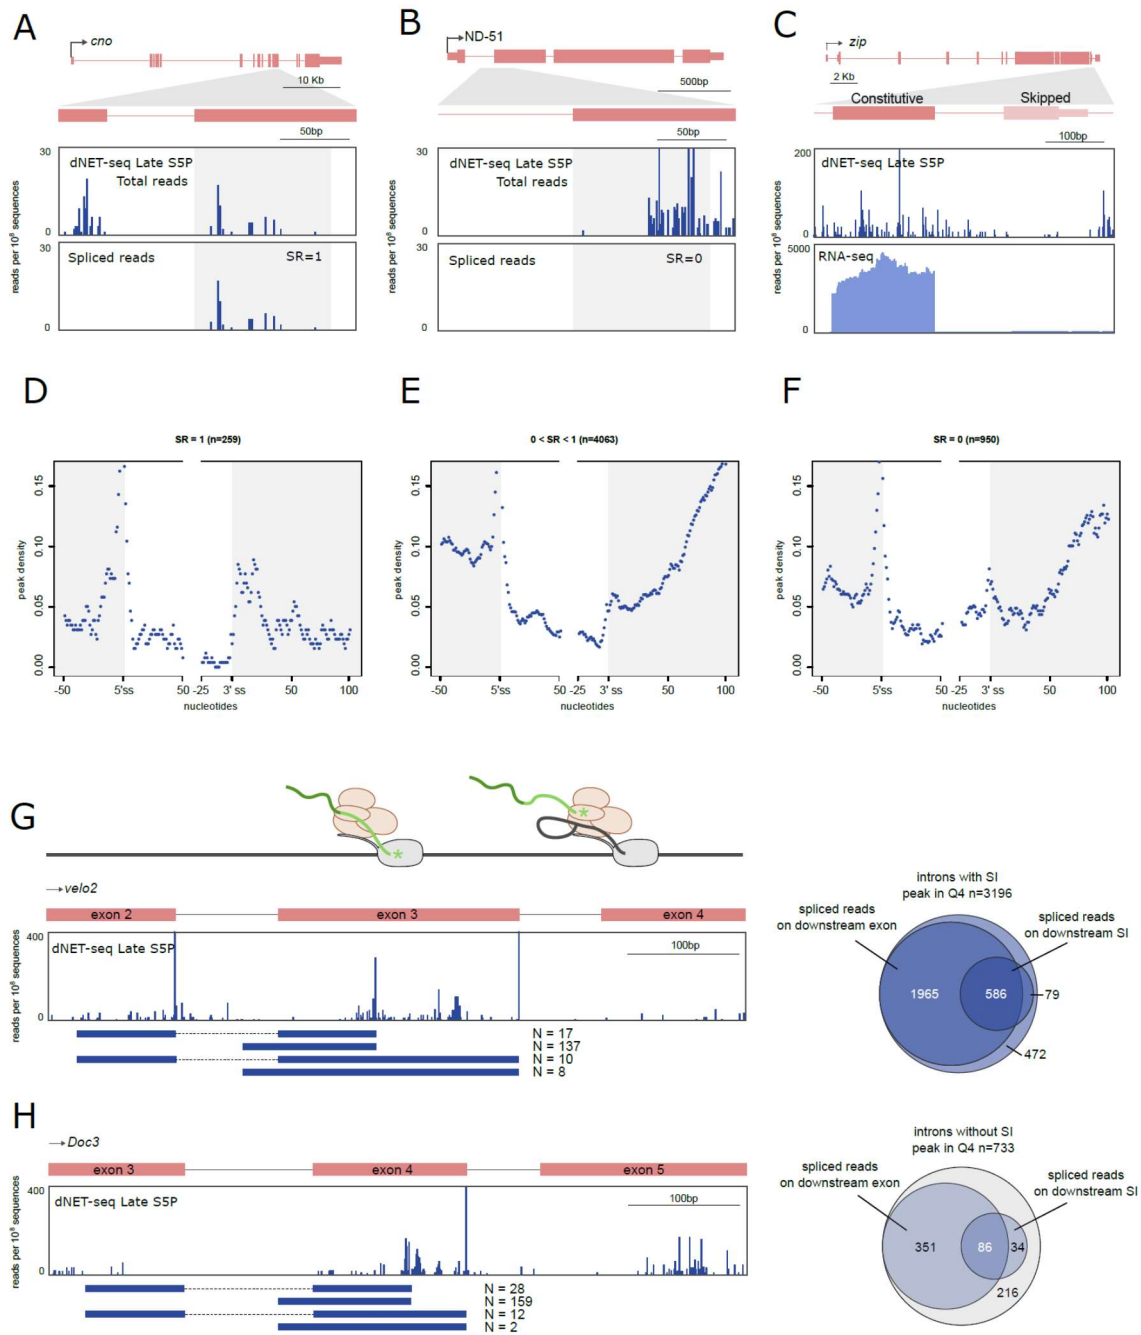 A
cno
10 Kb
50bp
30
dNET-seq Late S5P
Total reads
0
30
Spliced reads
SR=1
0
reads per 10⁸ sequences
B
ND-51
500bp
50bp
30
dNET-seq Late S5P
Total reads
0
30
Spliced reads
SR=0
0
reads per 10⁸ sequences
C
zip
2 Kb
Constitutive
Skipped
100bp
200
dNET-seq Late S5P
0
5000
RNA-seq
0
reads per 10⁸ sequences
D
SR = 1 (n=259)
peak density
0.15
0.10
0.05
0.00
-50 5'ss 50 -25 3'ss 50 100
nucleotides
E
0 < SR < 1 (n=4063)
peak density
0.15
0.10
0.05
0.00
-50 5'ss 50 -25 3' ss 50 100
nucleotides
F
SR = 0 (n=950)
peak density
0.15
0.10
0.05
0.00
-50 5'ss 50 -25 3' ss 50 100
nucleotides
G
*
*
velo2
exon 2
exon 3
exon 4
400
dNET-seq Late S5P
100bp
0
reads per 10⁸ sequences
N = 17
N = 137
N = 10
N = 8
introns with SI
peak in Q4 n=3196
spliced reads
on downstream exon
spliced reads
on downstream SI
1965
586
79
472
H
Doc3
exon 3
exon 4
exon 5
400
dNET-seq Late S5P
100bp
0
reads per 10⁸ sequences
N = 28
N = 159
N = 12
N = 2
introns without SI
peak in Q4 n=733
spliced reads
on downstream exon
spliced reads
on downstream SI
351
86
34
216